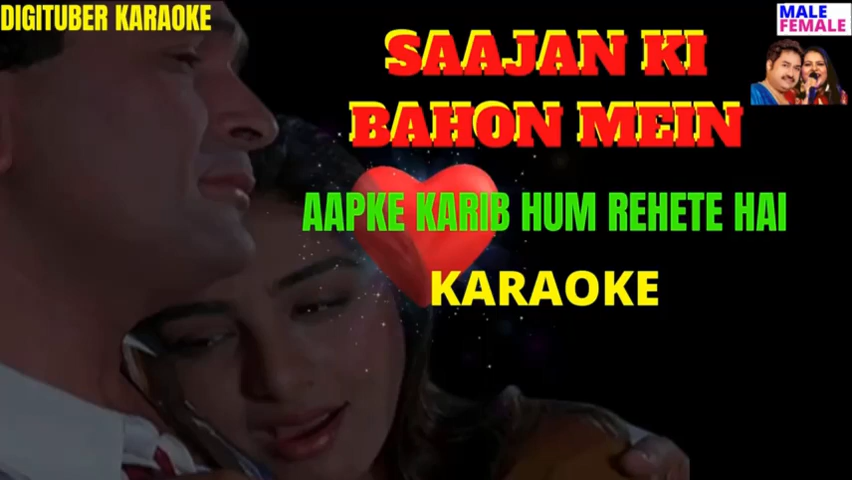 DIGITUBER KARAOKE
MALE
FEMALE
SAAJAN KI
BAHON MEIN
AAPKE KARIB HUM REHETE HAI
KARAOKE